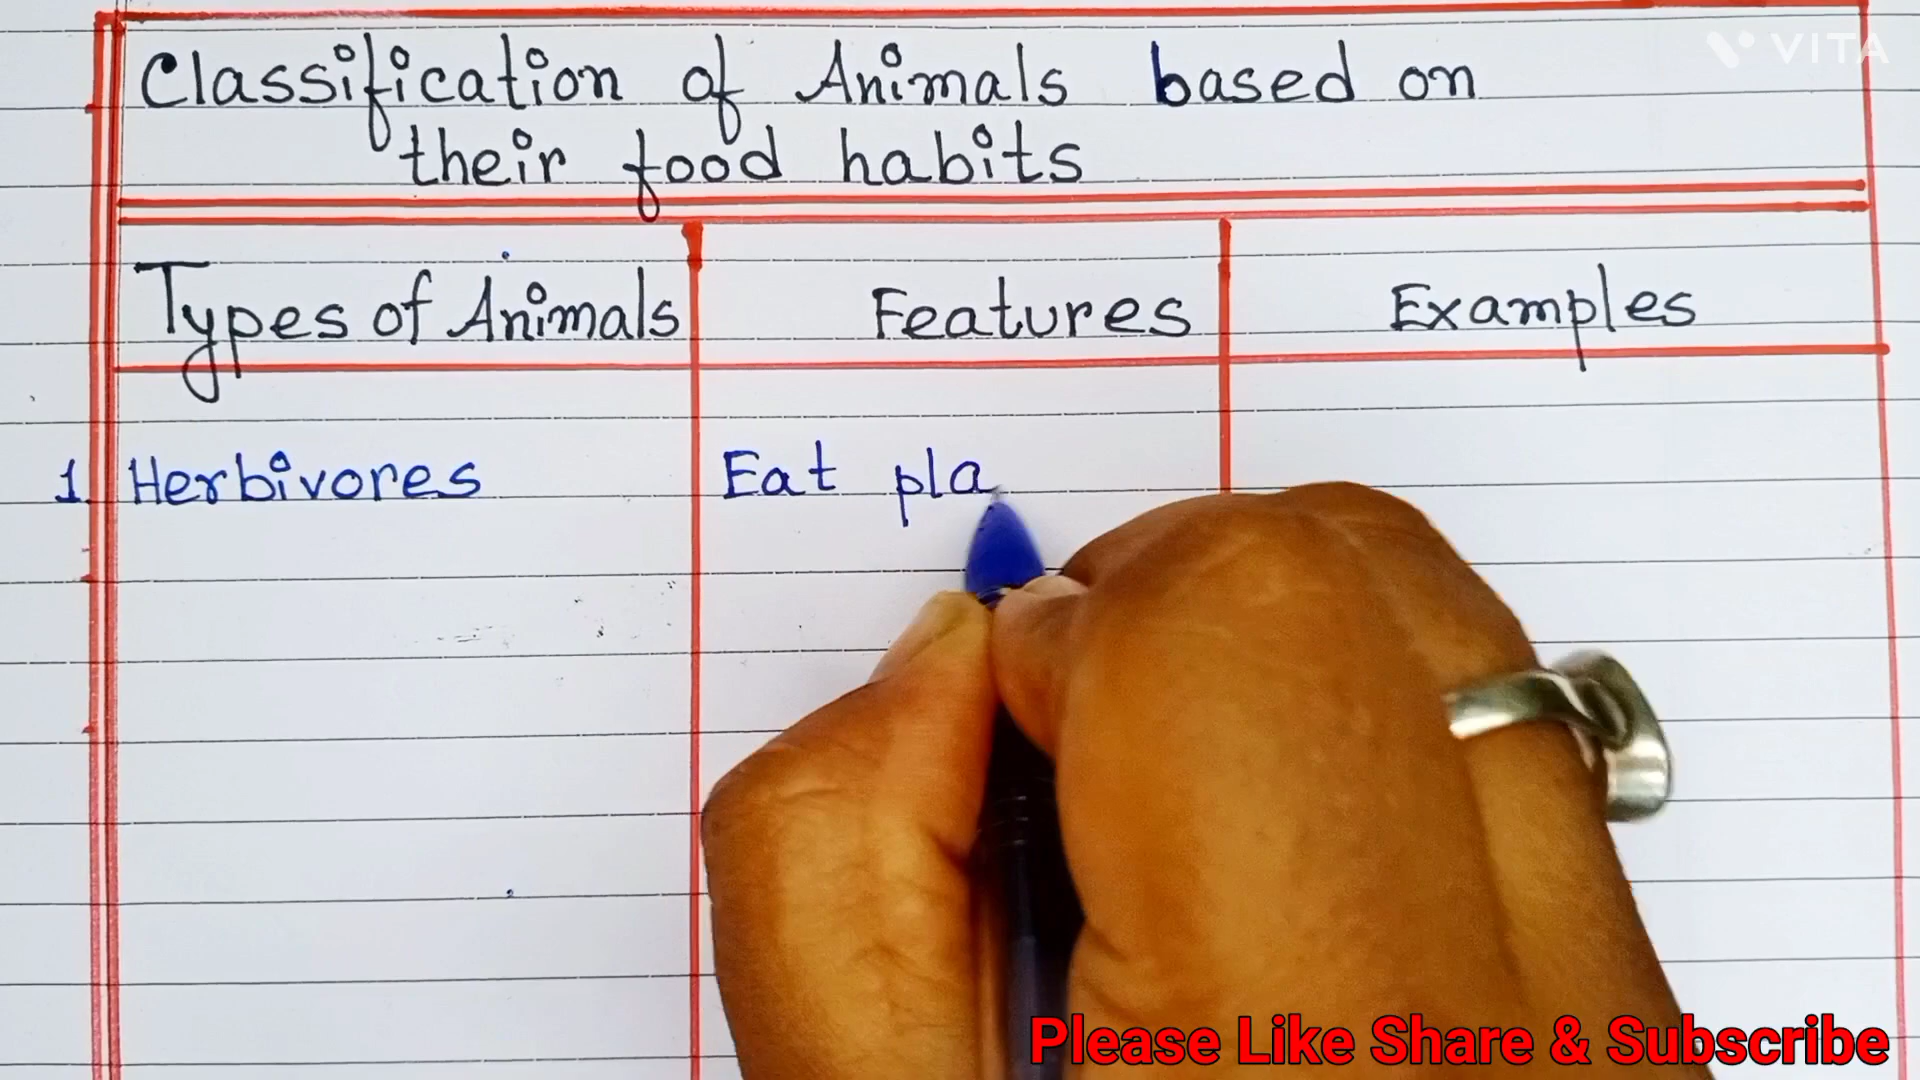 VITA
Classification of Animals based on
their food habits
Types of Animals Features Examples
1. Herbivores Eat pla
Please Like Share & Subscribe